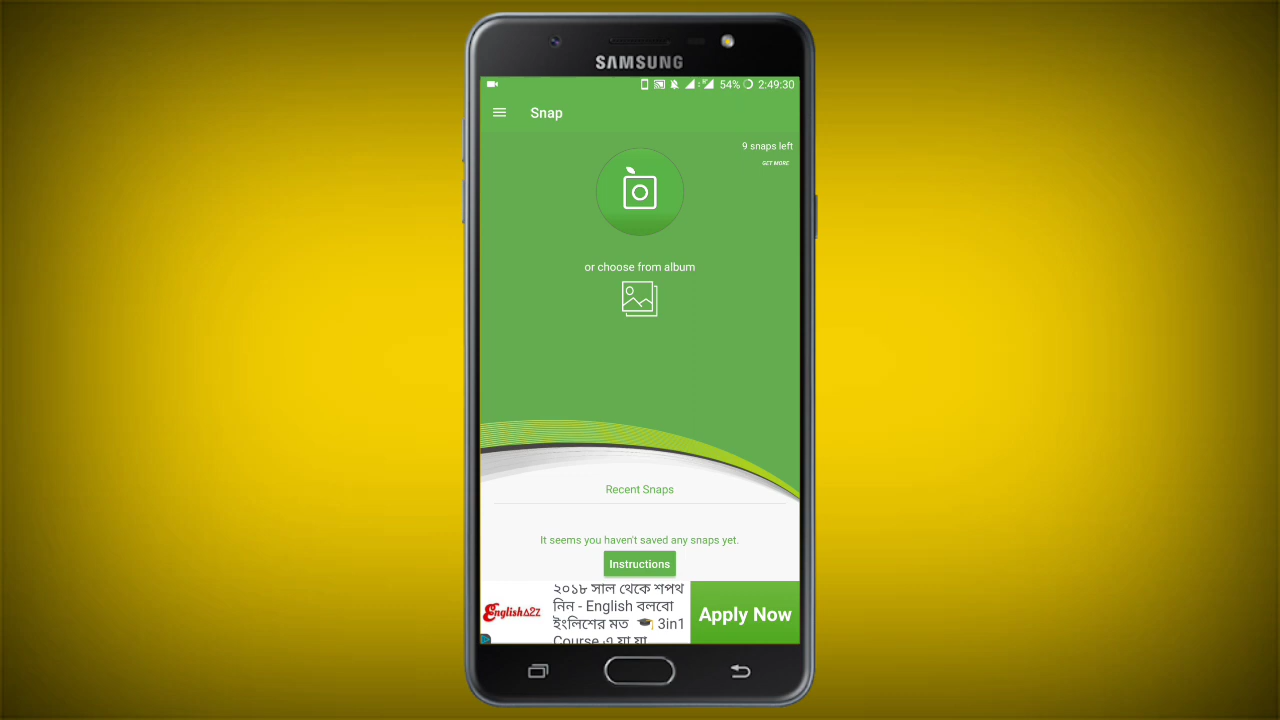 SAMSUNG
54% 2:49:30
Snap
9 snaps left
GET MORE
or choose from album
Recent Snaps
It seems you haven't saved any snaps yet.
Instructions
English A2Z
২০১৮ সাল থেকে শপথ
নিন - English বলবো
ইংলিশের মত 🎓 3in1
Course এ যা যা
Apply Now